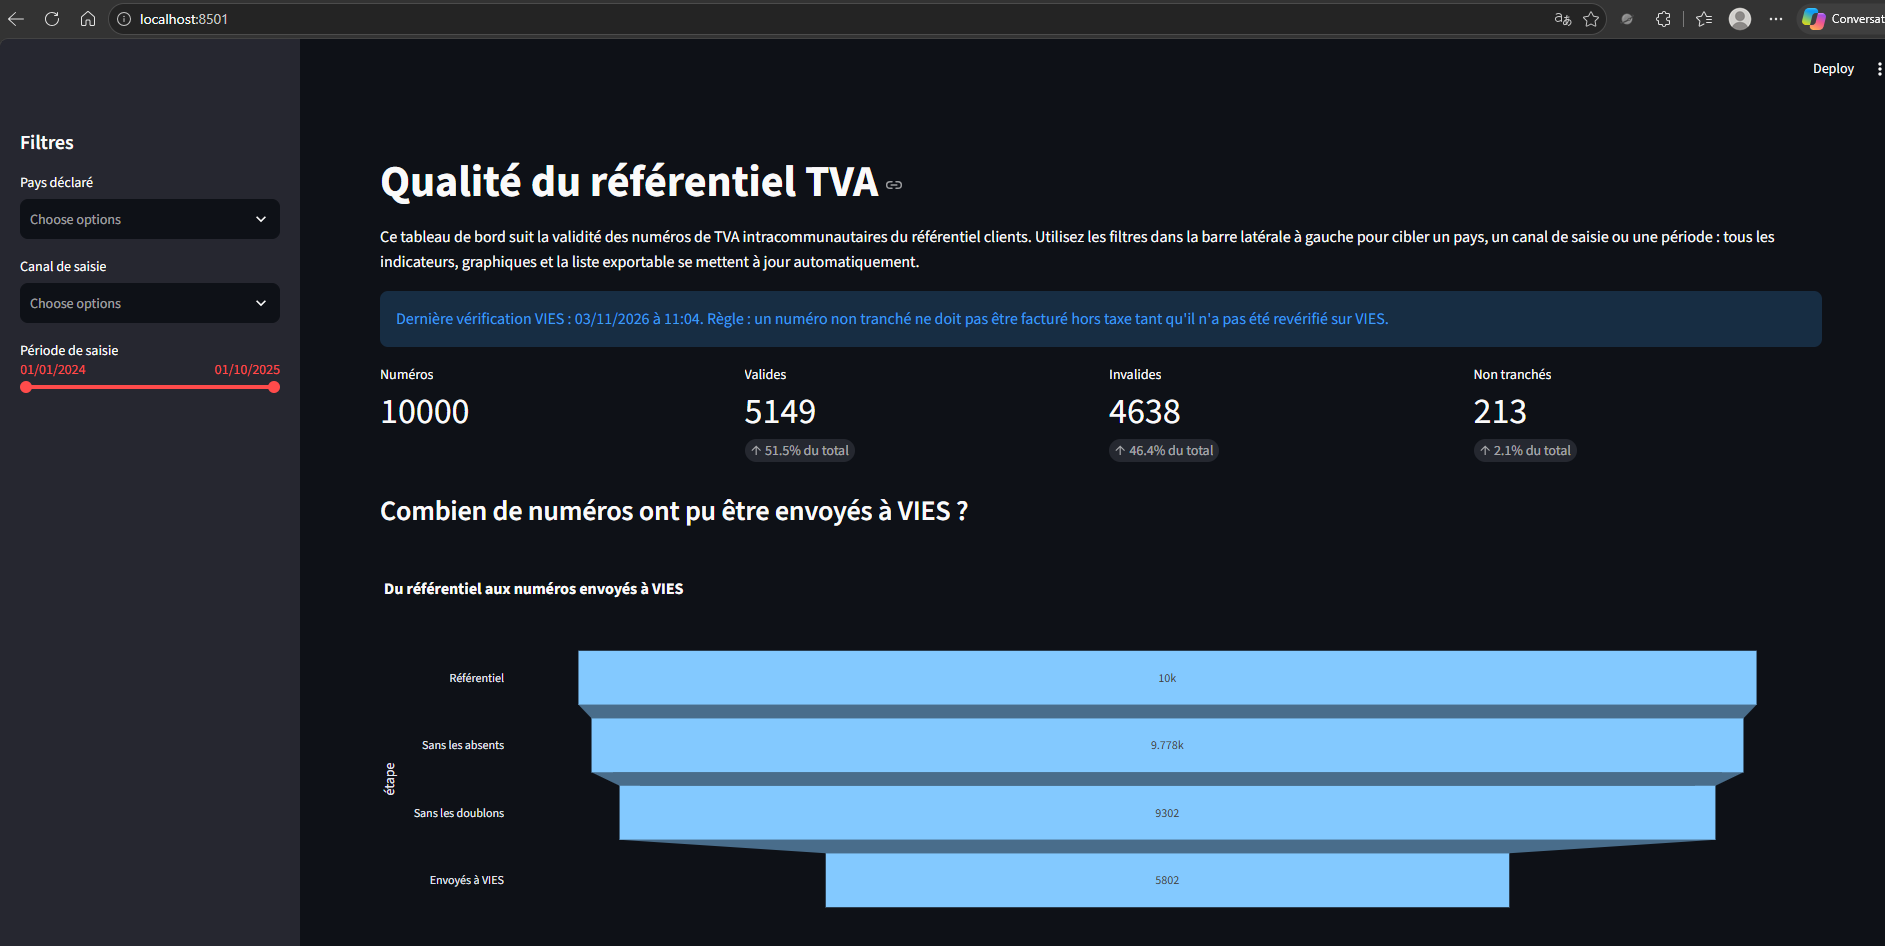 localhost:8501
Conversat
Deploy
Filtres
Pays déclaré
Choose options
Canal de saisie
Choose options
Période de saisie
01/01/2024 01/10/2025
Qualité du référentiel TVA
Ce tableau de bord suit la validité des numéros de TVA intracommunautaires du référentiel clients. Utilisez les filtres dans la barre latérale à gauche pour cibler un pays, un canal de saisie ou une période : tous les
indicateurs, graphiques et la liste exportable se mettent à jour automatiquement.
Dernière vérification VIES : 03/11/2026 à 11:04. Règle : un numéro non tranché ne doit pas être facturé hors taxe tant qu'il n'a pas été revérifié sur VIES.
Numéros
10000
Valides
5149
↑ 51.5% du total
Invalides
4638
↑ 46.4% du total
Non tranchés
213
↑ 2.1% du total
Combien de numéros ont pu être envoyés à VIES ?
Du référentiel aux numéros envoyés à VIES
étape
Référentiel 10k
Sans les absents 9.778k
Sans les doublons 9302
Envoyés à VIES 5802